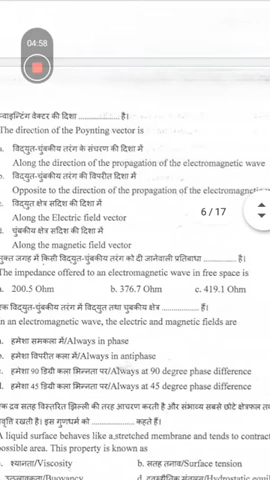 04:58
प्वाइन्टिंग वेक्टर की दिशा .................. है।
The direction of the Poynting vector is
a. विद्युत-चुंबकीय तरंग के संचरण की दिशा में
Along the direction of the propagation of the electromagnetic wave
विद्युत-चुंबकीय तरंग की विपरीत दिशा में
Opposite to the direction of the propagation of the
विद्युत क्षेत्र सदिश की दिशा में
Along the Electric field vector
6 / 17
चुंबकीय क्षेत्र सदिश की दिशा में
Along the magnetic field vector
मुक्त जगह में किसी विद्युत-चुंबकीय तरंग को दी जानेवाली प्रतिबाधा .............. है।
The impedance offered to an electromagnetic wave in free space is
a. 200.5 Ohm b. 376.7 Ohm c. 419.1 Ohm
एक विद्युत-चुंबकीय तरंग में विद्युत तथा चुंबकीय क्षेत्र .................. हैं।
In an electromagnetic wave, the electric and magnetic fields are
हमेशा समकला में/Always in phase
हमेशा विपरीत कला में/Always in antiphase
हमेशा 90 डिग्री कला भिन्नता पर/Always at 90 degree phase difference
हमेशा 45 डिग्री कला भिन्नता पर/Always at 45 degree phase difference
एक द्रव सतह विस्तरित झिल्ली की तरह आचरण करती है और संभाव्य सबसे छोटे क्षेत्रफल
रखती है। इस गुणधर्म को .................. कहते हैं।
A liquid surface behaves like a stretched membrane and tends to contract
possible area. This property is known as
श्यानता/Viscosity b. सतह तनाव/Surface tension